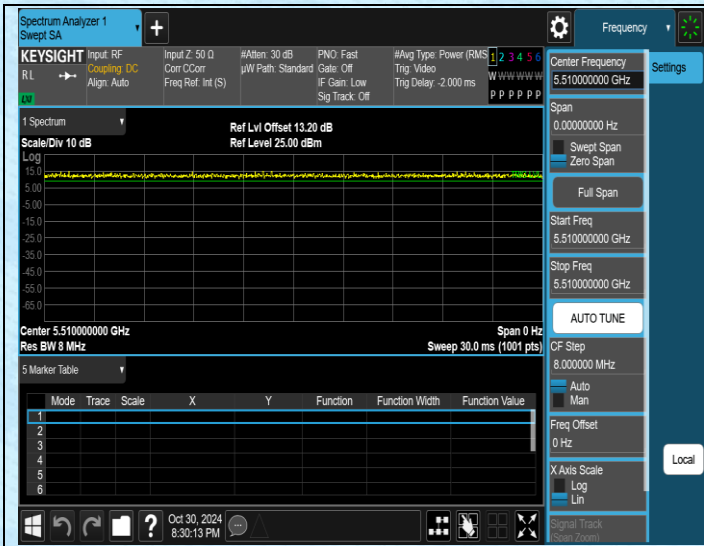 Spectrum Analyzer 1
Swept SA
Frequency
KEYSIGHT
RL
LXI
Input: RF
Coupling: DC
Align: Auto
Input Z: 50 Ω
Corr CCorr
Freq Ref: Int (S)
#Atten: 30 dB
µW Path: Standard
PNO: Fast
Gate: Off
IF Gain: Low
Sig Track: Off
#Avg Type: Power (RMS
Trig: Video
Trig Delay: -2.000 ms
1 2 3 4 5 6
W W W W W W
P P P P P P
Center Frequency
5.510000000 GHz
Settings
Span
0.00000000 Hz
Swept Span
Zero Span
Full Span
Start Freq
5.510000000 GHz
Stop Freq
5.510000000 GHz
AUTO TUNE
CF Step
8.000000 MHz
Auto
Man
Freq Offset
0 Hz
X Axis Scale
Log
Lin
Signal Track
(Span Zoom)
Local
1 Spectrum
Scale/Div 10 dB
Ref Lvl Offset 13.20 dB
Ref Level 25.00 dBm
Log
15.0
5.00
-5.00
-15.0
-25.0
-35.0
-45.0
-55.0
-65.0
Center 5.510000000 GHz
Res BW 8 MHz
Span 0 Hz
Sweep 30.0 ms (1001 pts)
5 Marker Table
Mode Trace Scale X Y Function Function Width Function Value
1
2
3
4
5
6
?
Oct 30, 2024
8:30:13 PM